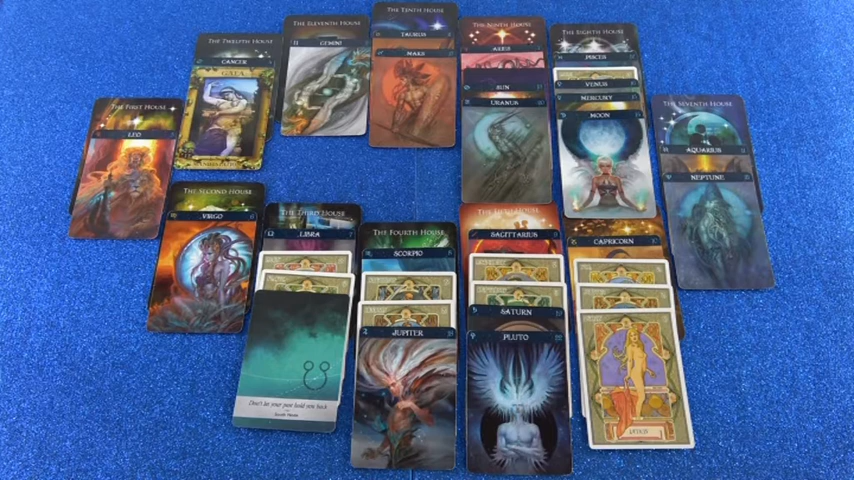 THE TENTH HOUSE
TAURUS
MARS
THE ELEVENTH HOUSE
GEMINI
THE NINTH HOUSE
ARIES
SUN
URANUS
THE EIGHTH HOUSE
PISCES
VENUS
MERCURY
MOON
THE TWELFTH HOUSE
CANCER
GAEA
THE FIRST HOUSE
LEO
THE SEVENTH HOUSE
AQUARIUS
NEPTUNE
THE SECOND HOUSE
VIRGO
THE THIRD HOUSE
LIBRA
Don't let your past hold you back
SOUTH NODE
THE FOURTH HOUSE
SCORPIO
JUPITER
SAGITTARIUS
SATURN
PLUTO
CAPRICORN